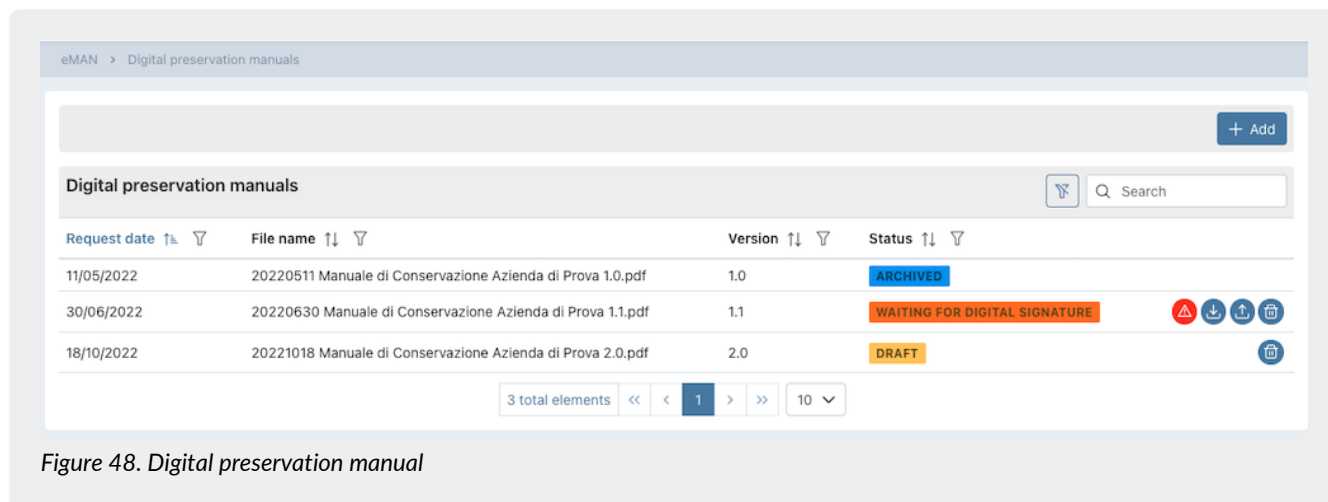 eMAN > Digital preservation manuals
+ Add
Digital preservation manuals
Search
Request date File name Version Status
11/05/2022 20220511 Manuale di Conservazione Azienda di Prova 1.0.pdf 1.0 ARCHIVED
30/06/2022 20220630 Manuale di Conservazione Azienda di Prova 1.1.pdf 1.1 WAITING FOR DIGITAL SIGNATURE
18/10/2022 20221018 Manuale di Conservazione Azienda di Prova 2.0.pdf 2.0 DRAFT
3 total elements << < 1 > >> 10
Figure 48. Digital preservation manual